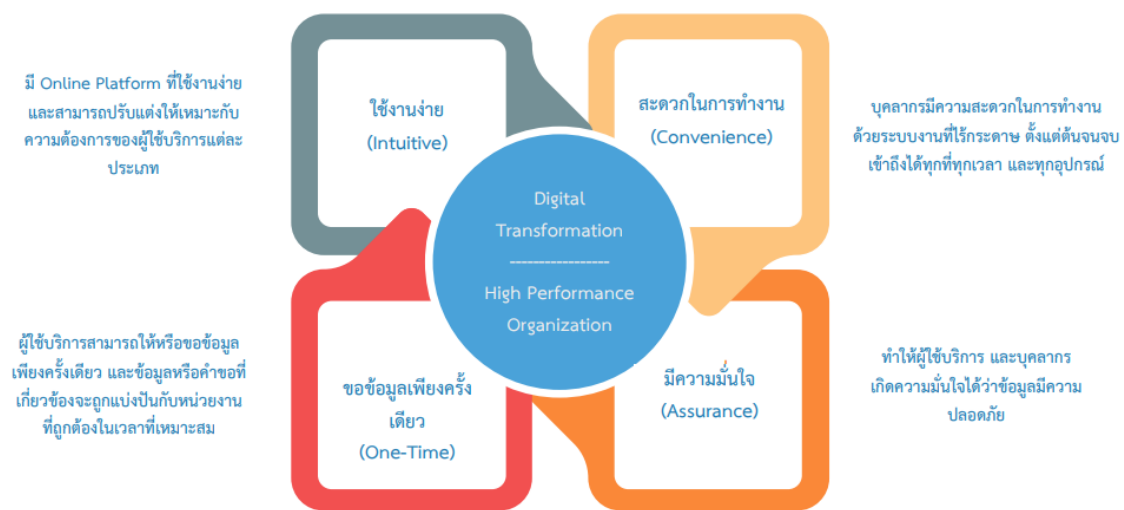 มี Online Platform ที่ใช้งานง่าย
และสามารถปรับแต่งให้เหมาะกับ
ความต้องการของผู้ใช้บริการแต่ละ
ประเภท
ใช้งานง่าย
(Intuitive)
สะดวกในการทำงาน
(Convenience)
บุคลากรมีความสะดวกในการทำงาน
ด้วยระบบงานที่ไร้กระดาษ ตั้งแต่ต้นจนจบ
เข้าถึงได้ทุกที่ทุกเวลา และทุกอุปกรณ์
Digital
Transformation
-----------------
High Performance
Organization
ผู้ใช้บริการสามารถให้หรือขอข้อมูล
เพียงครั้งเดียว และข้อมูลหรือคำขอที่
เกี่ยวข้องจะถูกแบ่งปันกับหน่วยงาน
ที่ถูกต้องในเวลาที่เหมาะสม
ขอข้อมูลเพียงครั้ง
เดียว
(One-Time)
มีความมั่นใจ
(Assurance)
ทำให้ผู้ใช้บริการ และบุคลากร
เกิดความมั่นใจได้ว่าข้อมูลมีความ
ปลอดภัย